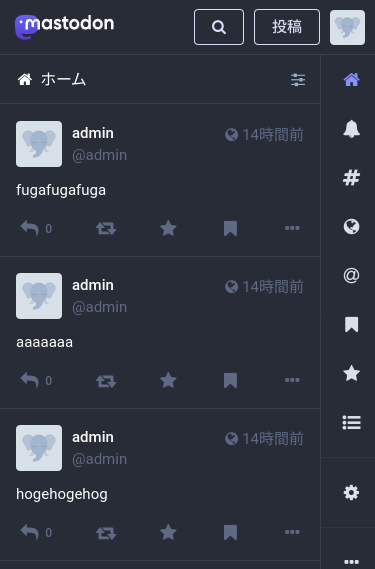 mastodon
投稿
ホーム
admin
14時間前
@admin
fugafugafuga
0
admin
14時間前
@admin
aaaaaaa
0
admin
14時間前
@admin
hogehogehog
0